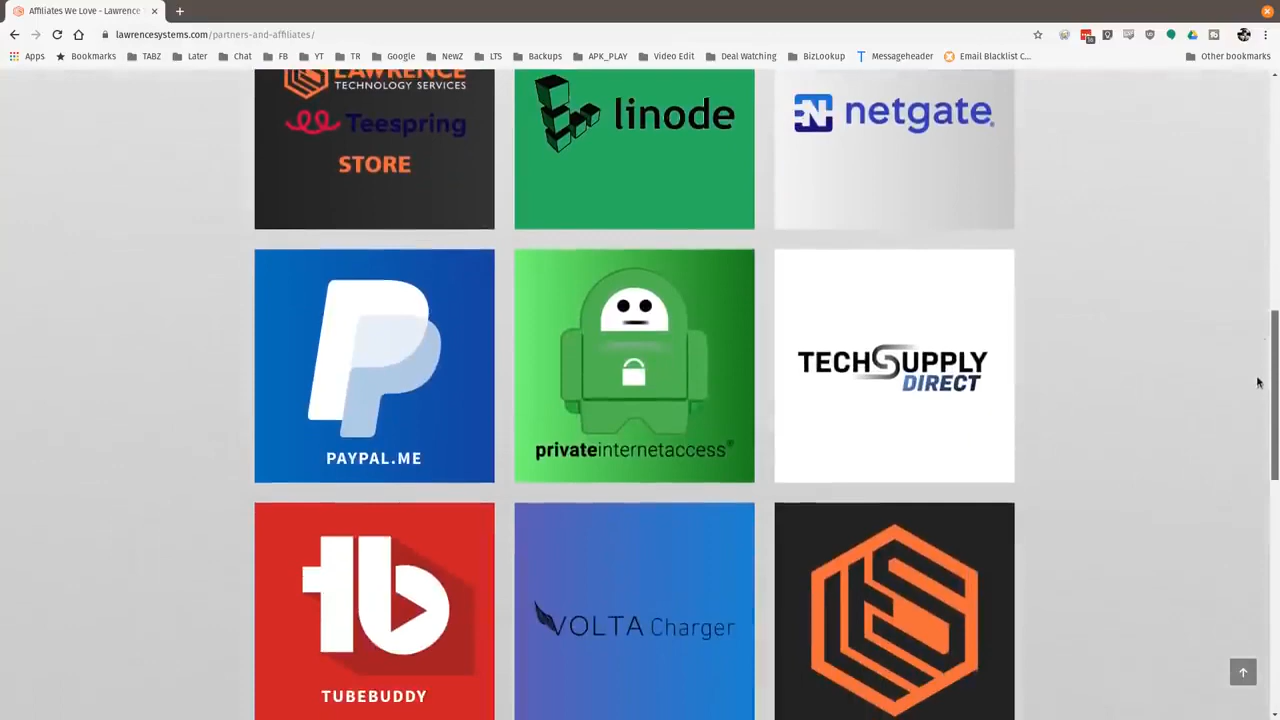 Affiliates We Love - Lawrence
lawrencesystems.com/partners-and-affiliates/
Apps Bookmarks TABZ Later Chat FB YT TR Google NewZ LTS Backups APK_PLAY Video Edit Deal Watching BizLookup Messageheader Email Blacklist C... Other bookmarks
LAWRENCE
TECHNOLOGY SERVICES
Teespring
STORE
linode
netgate
PAYPAL.ME
privateinternetaccess®
TECHSUPPLY
DIRECT
tb
TUBEBUDDY
VOLTA Charger